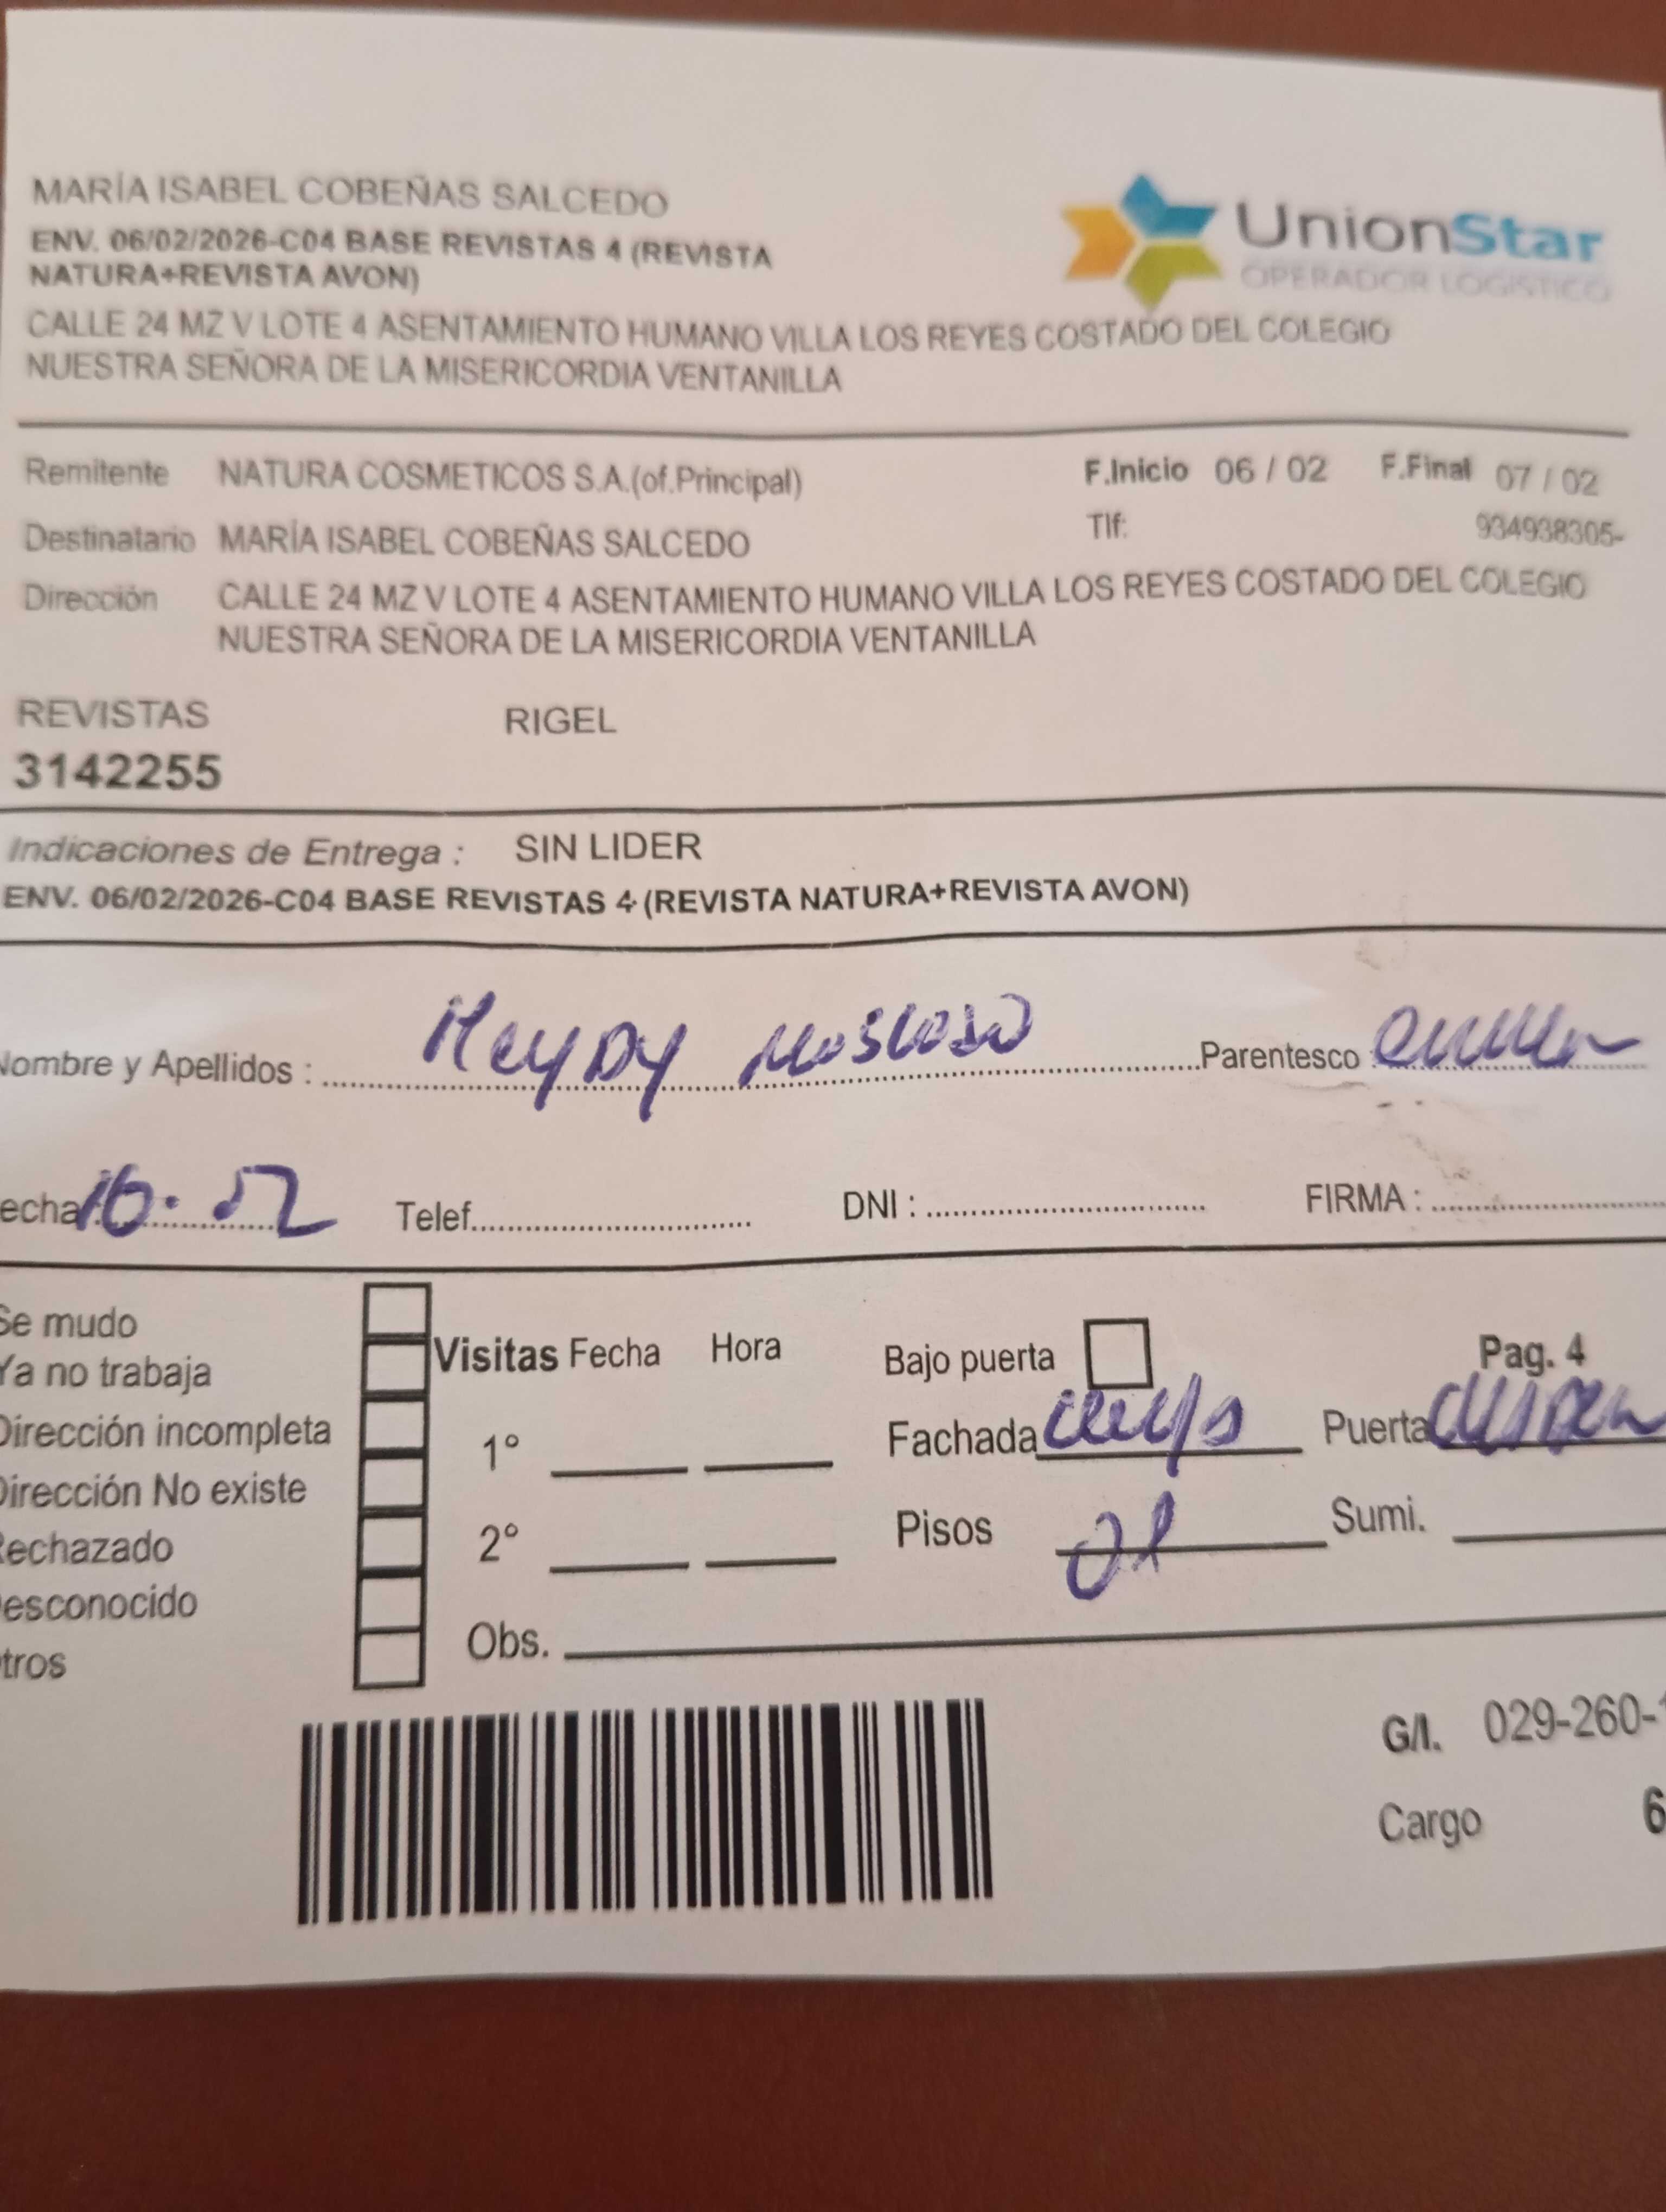 MARÍA ISABEL COBEÑAS SALCEDO
ENV. 06/02/2026-C04 BASE REVISTAS 4 (REVISTA
NATURA+REVISTA AVON)
UnionStar
OPERADOR LOGÍSTICO
CALLE 24 MZ V LOTE 4 ASENTAMIENTO HUMANO VILLA LOS REYES COSTADO DEL COLEGIO
NUESTRA SEÑORA DE LA MISERICORDIA VENTANILLA
Remitente NATURA COSMETICOS S.A.(of.Principal) F.Inicio 06 / 02 F.Final 07 / 02
Destinatario MARÍA ISABEL COBEÑAS SALCEDO Tlf: 934938305-
Dirección CALLE 24 MZ V LOTE 4 ASENTAMIENTO HUMANO VILLA LOS REYES COSTADO DEL COLEGIO
NUESTRA SEÑORA DE LA MISERICORDIA VENTANILLA
REVISTAS RIGEL
3142255
Indicaciones de Entrega : SIN LIDER
ENV. 06/02/2026-C04 BASE REVISTAS 4 (REVISTA NATURA+REVISTA AVON)
Nombre y Apellidos : Heydy Moscoso Parentesco :
echa : Telef. DNI : FIRMA :
Se mudo
Ya no trabaja
Dirección incompleta
Dirección No existe
Rechazado
esconocido
tros
Visitas Fecha Hora
1°
2°
Obs.
Bajo puerta Pag. 4
Fachada Puerta
Pisos Sumi.
G/I. 029-260-
Cargo 6